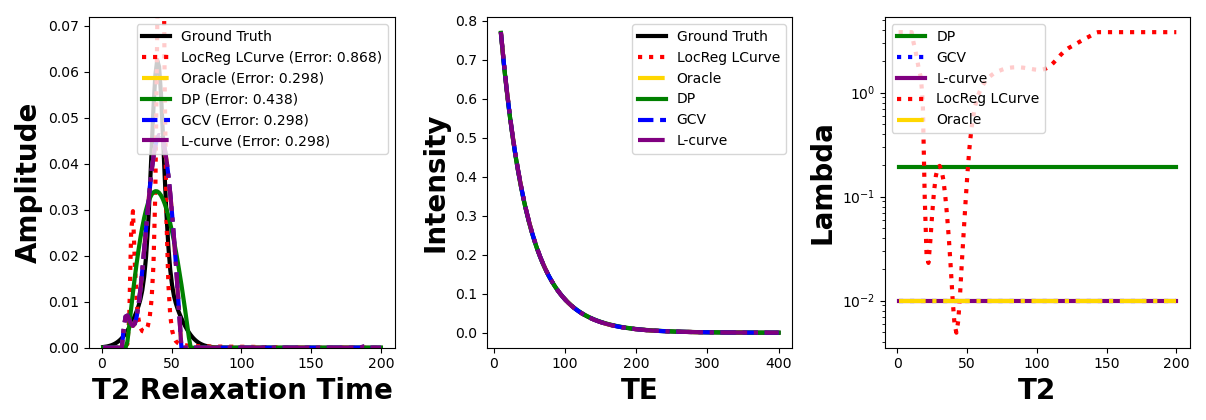 Amplitude
0.07
0.06
0.05
0.04
0.03
0.02
0.01
0.00
0
50
100
150
200
T2 Relaxation Time
Ground Truth
LocReg LCurve (Error: 0.868)
Oracle (Error: 0.298)
DP (Error: 0.438)
GCV (Error: 0.298)
L-curve (Error: 0.298)
Intensity
0.8
0.7
0.6
0.5
0.4
0.3
0.2
0.1
0.0
0
100
200
300
400
TE
Ground Truth
LocReg LCurve
Oracle
DP
GCV
L-curve
Lambda
10⁰
10⁻¹
10⁻²
0
50
100
150
200
T2
DP
GCV
L-curve
LocReg LCurve
Oracle